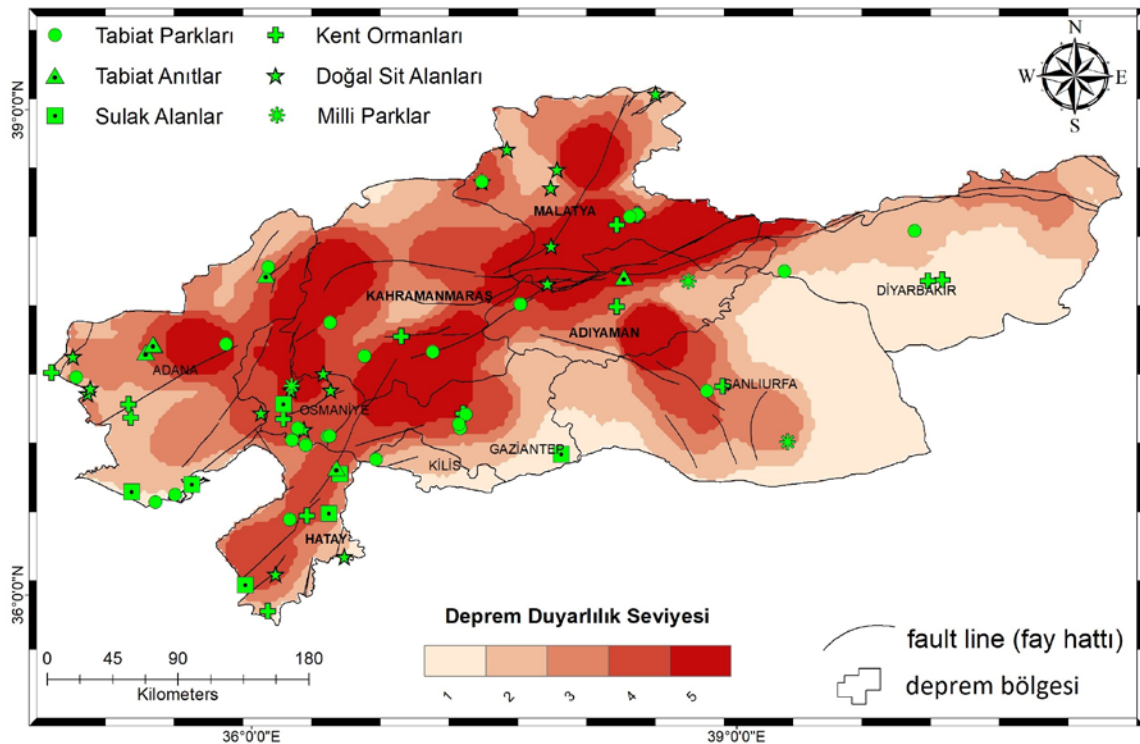 Tabiat Parkları
Kent Ormanları
Tabiat Anıtlar
Doğal Sit Alanları
Sulak Alanlar
Milli Parklar
N
W E
S
39°0'0"N
36°0'0"N
MALATYA
KAHRAMANMARAŞ
DİYARBAKIR
ADIYAMAN
ADANA
ŞANLIURFA
OSMANİYE
GAZİANTEP
KİLİS
HATAY
Deprem Duyarlılık Seviyesi
1 2 3 4 5
0 45 90 180
Kilometers
fault line (fay hattı)
deprem bölgesi
36°0'0"E
39°0'0"E